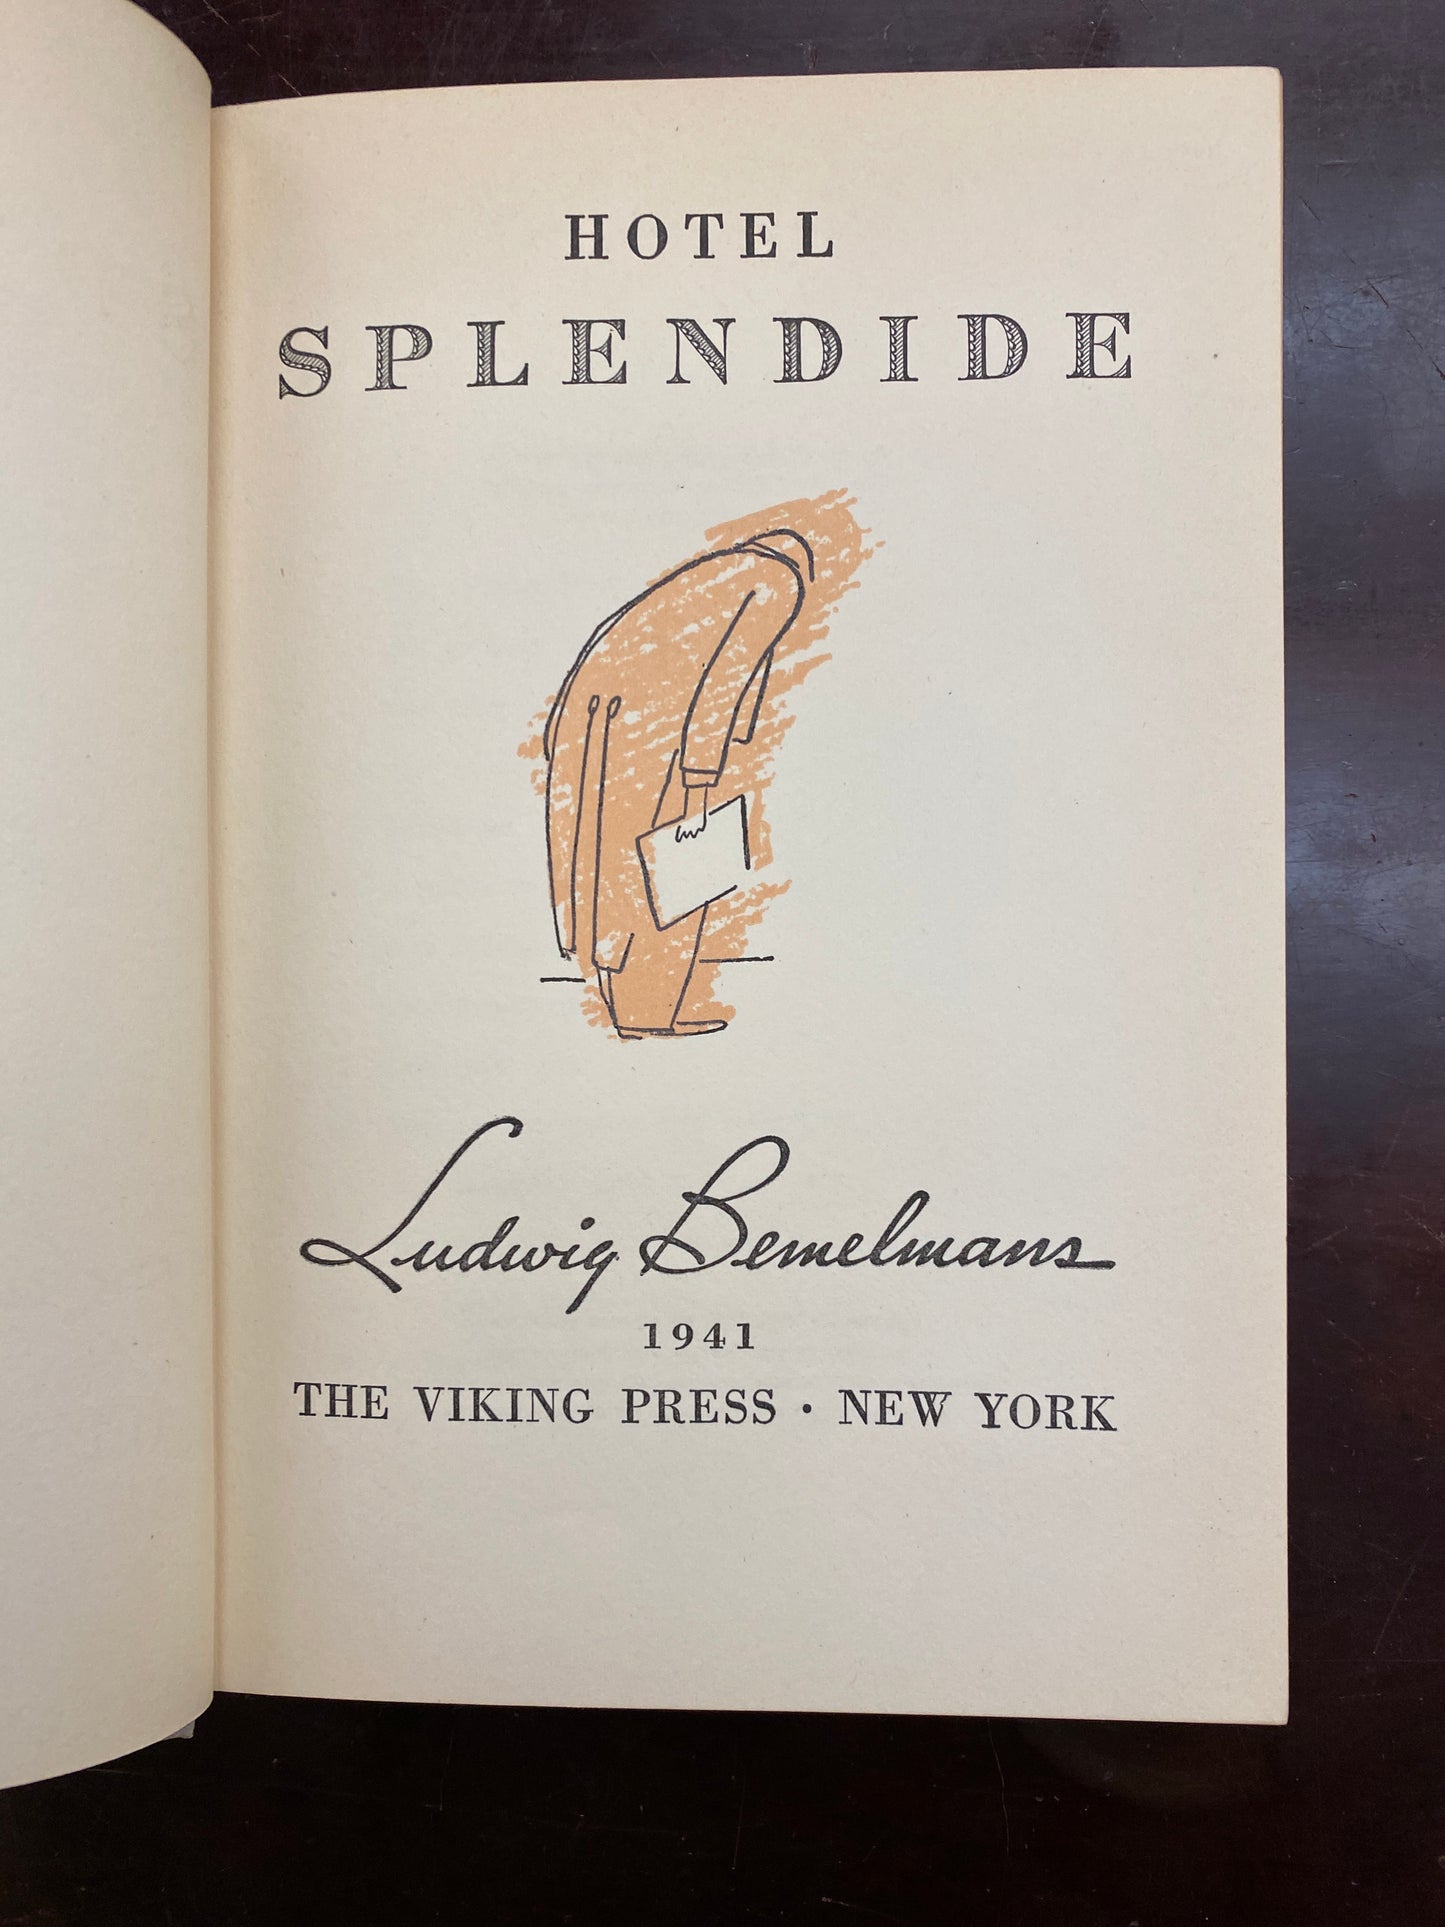 HOTEL
SPLENDIDE
Ludwig Bemelmans
1941
THE VIKING PRESS · NEW YORK